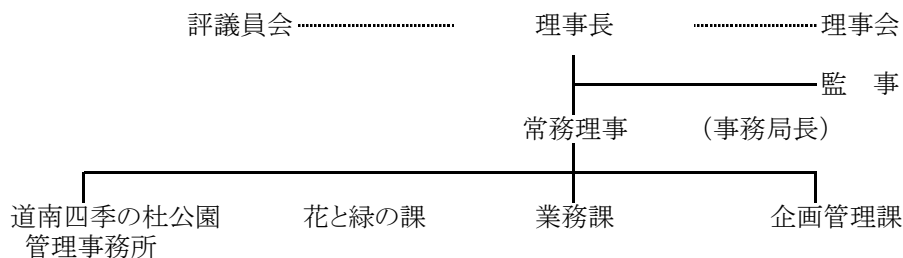 評議員会 理事長 理事会
監 事
常務理事 (事務局長)
道南四季の杜公園 花と緑の課 業務課 企画管理課
管理事務所